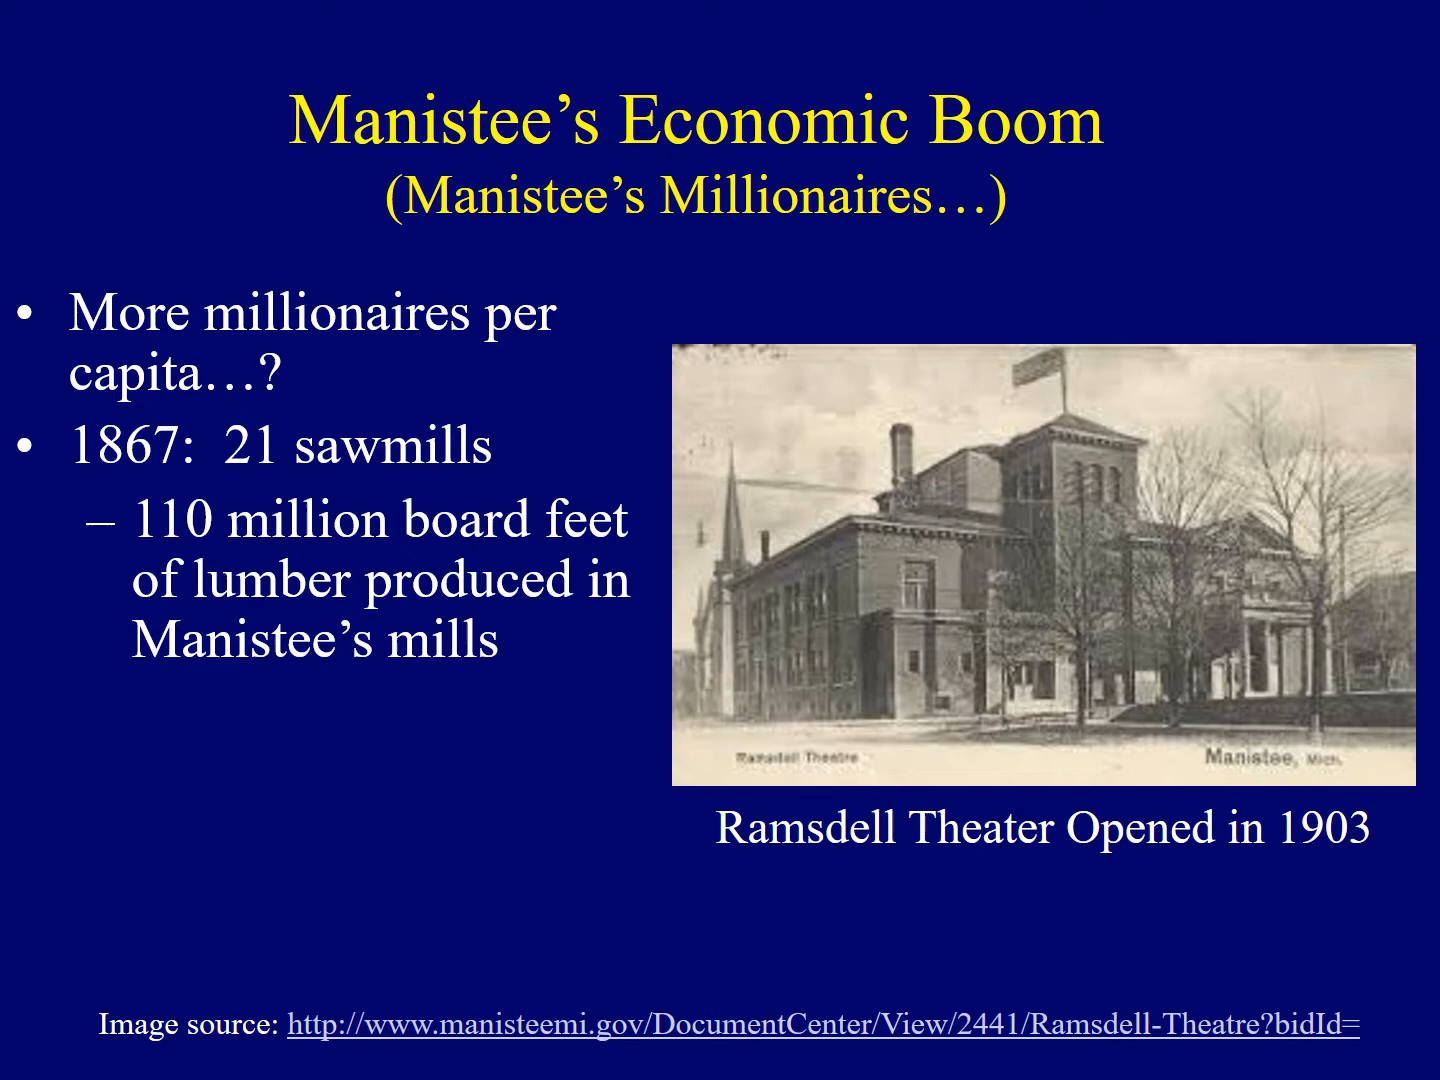 Manistee’s Economic Boom
(Manistee’s Millionaires…)
• More millionaires per
capita…?
• 1867:  21 sawmills
– 110 million board feet
of lumber produced in
Manistee’s mills
Ramsdell Theatre
Manistee, Mich.
Ramsdell Theater Opened in 1903
Image source: http://www.manisteemi.gov/DocumentCenter/View/2441/Ramsdell-Theatre?bidId=